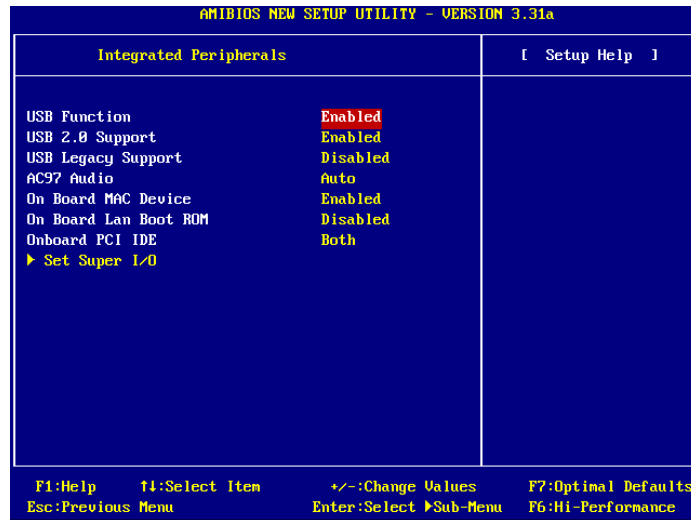 AMIBIOS NEW SETUP UTILITY - VERSION 3.31a
Integrated Peripherals
[ Setup Help ]
USB Function Enabled
USB 2.0 Support Enabled
USB Legacy Support Disabled
AC97 Audio Auto
On Board MAC Device Enabled
On Board Lan Boot ROM Disabled
Onboard PCI IDE Both
▶ Set Super I/O
F1:Help ↑↓:Select Item +/-:Change Values F7:Optimal Defaults
Esc:Previous Menu Enter:Select ▶Sub-Menu F6:Hi-Performance